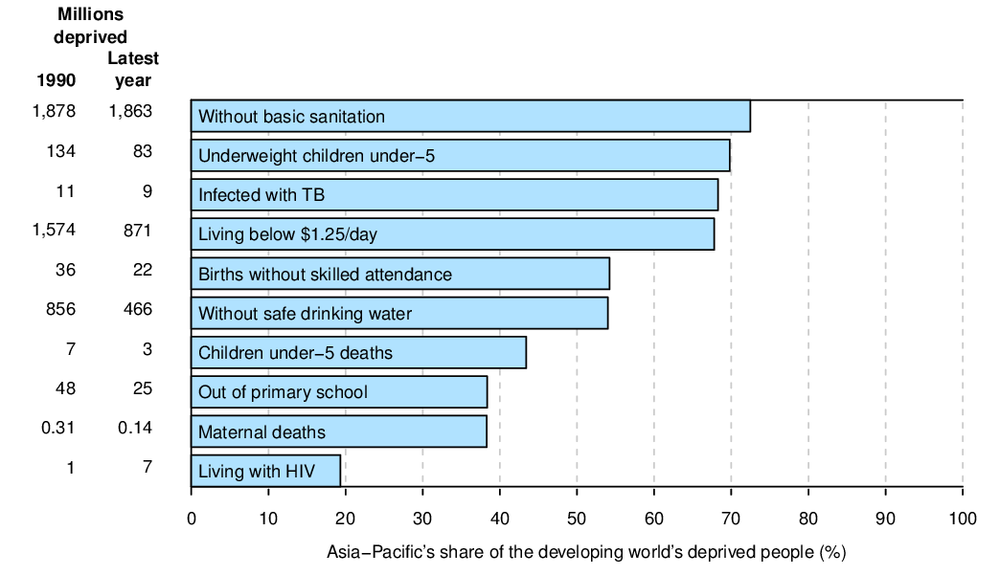 Millions
deprived
Latest
1990 year
1,878 1,863 Without basic sanitation
134 83 Underweight children under−5
11 9 Infected with TB
1,574 871 Living below $1.25/day
36 22 Births without skilled attendance
856 466 Without safe drinking water
7 3 Children under−5 deaths
48 25 Out of primary school
0.31 0.14 Maternal deaths
1 7 Living with HIV
0 10 20 30 40 50 60 70 80 90 100
Asia−Pacific's share of the developing world's deprived people (%)